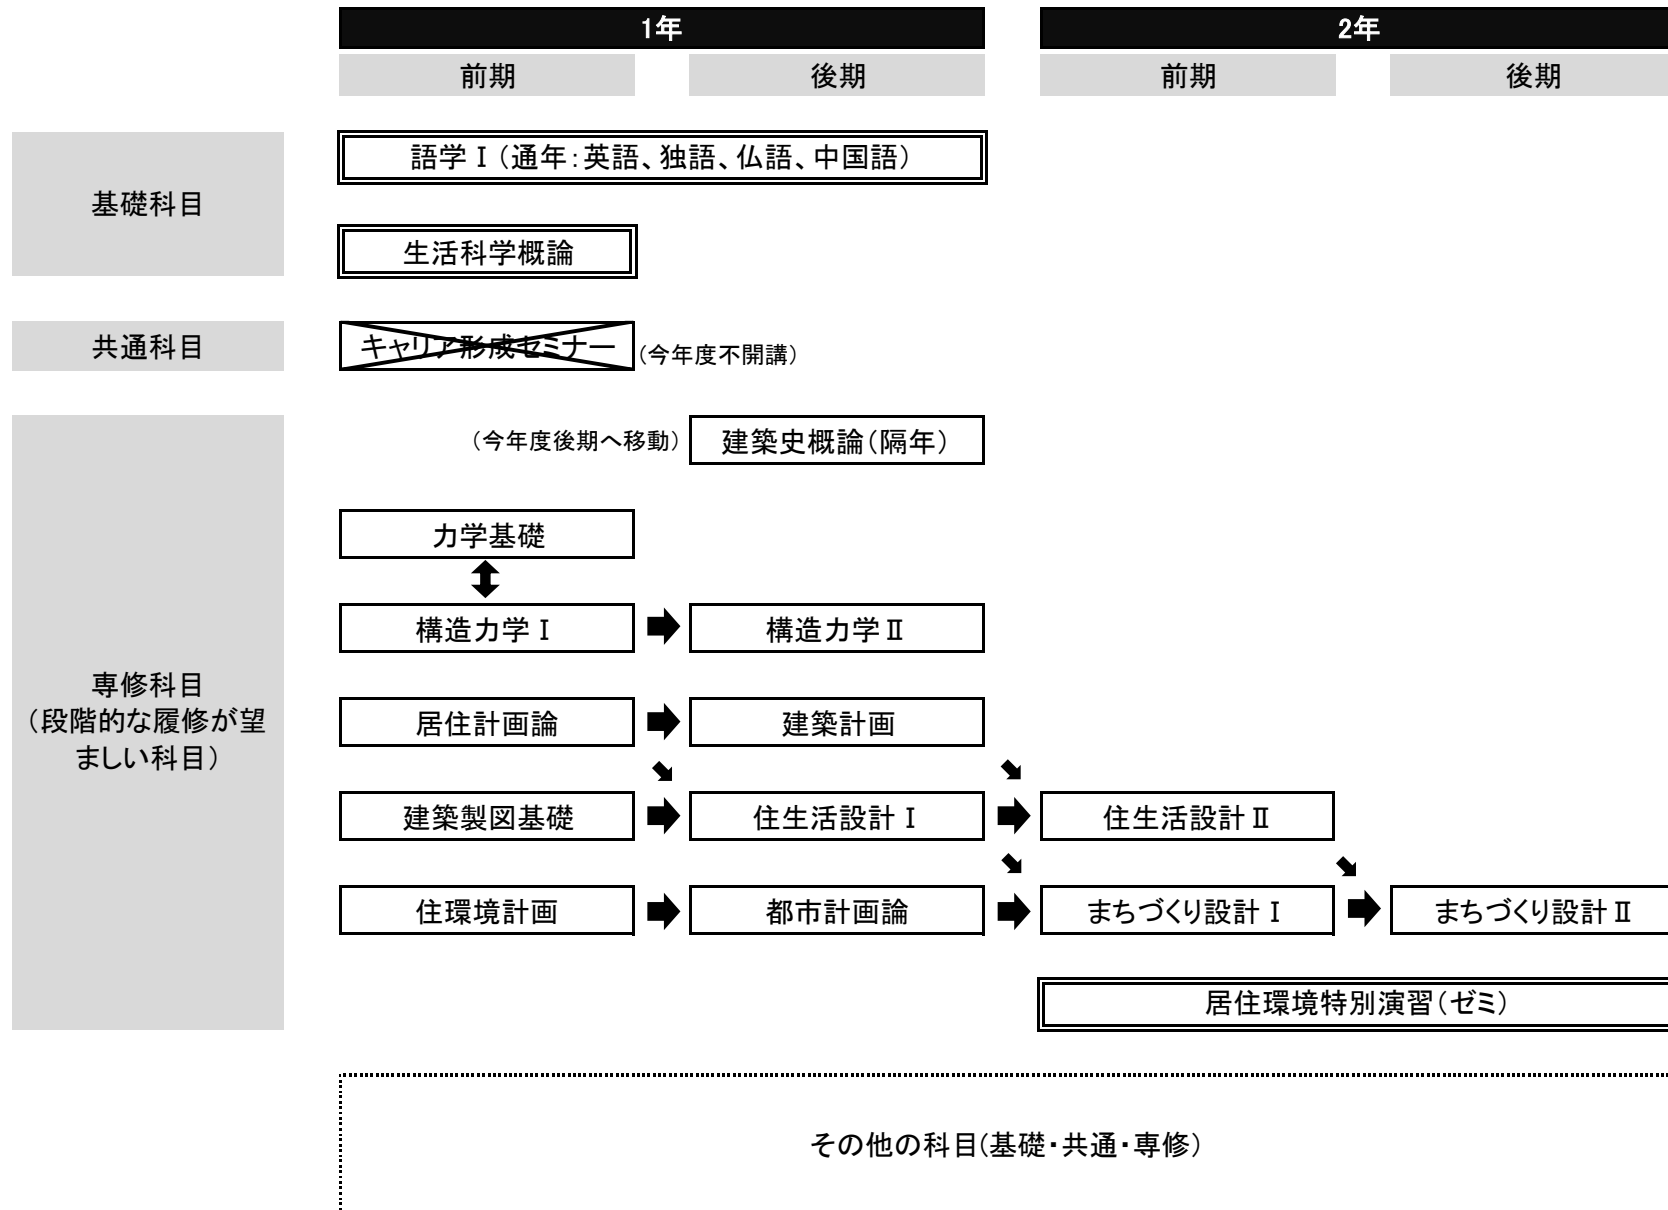 1年
2年
前期
後期
前期
後期
基礎科目
語学Ⅰ（通年：英語、独語、仏語、中国語）
生活科学概論
共通科目
キャリア形成セミナー
（今年度不開講）
（今年度後期へ移動）
建築史概論（隔年）
専修科目
（段階的な履修が望
ましい科目）
力学基礎
構造力学Ⅰ
構造力学Ⅱ
居住計画論
建築計画
建築製図基礎
住生活設計Ⅰ
住生活設計Ⅱ
住環境計画
都市計画論
まちづくり設計Ⅰ
まちづくり設計Ⅱ
居住環境特別演習（ゼミ）
その他の科目(基礎・共通・専修）